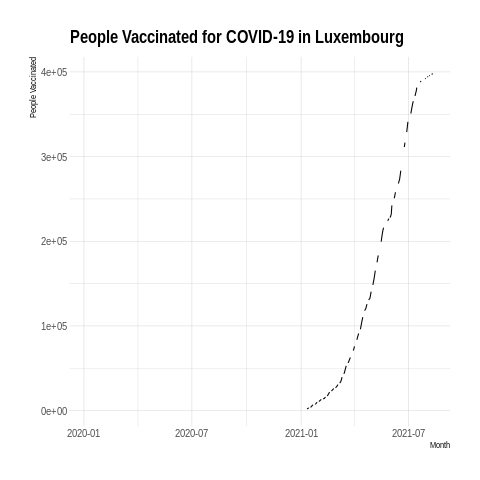 People Vaccinated for COVID-19 in Luxembourg
People Vaccinated
4e+05
3e+05
2e+05
1e+05
0e+00
2020-01
2020-07
2021-01
2021-07
Month